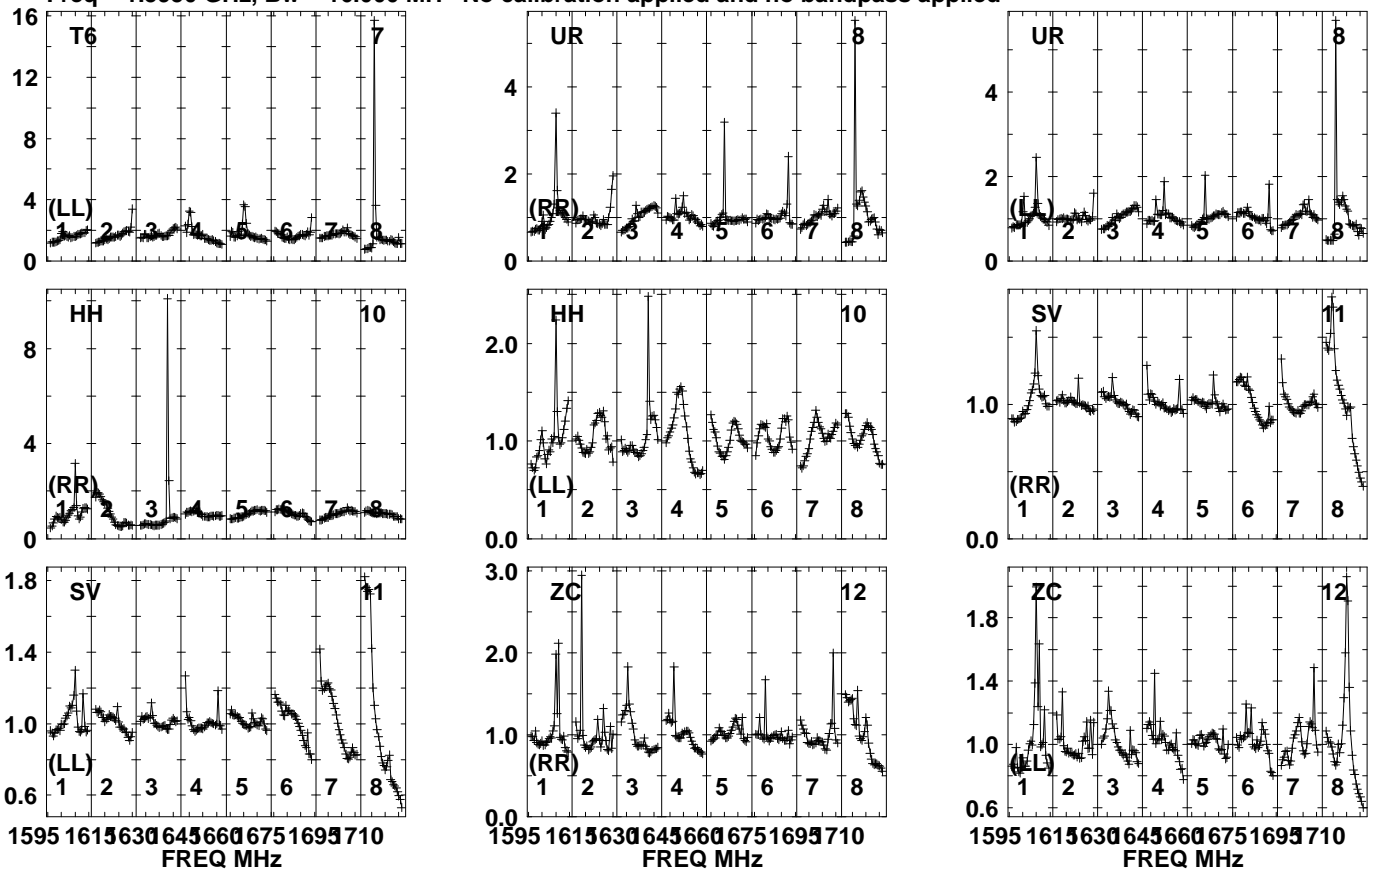 No calibration applied and no bandpass applied
16
12
8
4
0
T6
7
(LL)
1 2 3 4 5 6 7 8
4
2
0
UR
8
(RR)
1 2 3 4 5 6 7 8
4
2
0
UR
8
(LL)
1 2 3 4 5 6 7 8
8
4
0
HH
10
(RR)
1 2 3 4 5 6 7 8
2.0
1.0
0.0
HH
10
(LL)
1 2 3 4 5 6 7 8
1.0
0.0
SV
11
(RR)
1 2 3 4 5 6 7 8
1.8
1.4
1.0
0.6
SV
11
(LL)
1 2 3 4 5 6 7 8
1595 1615 1630 1645 1660 1675 1695 1710
FREQ MHz
3.0
2.0
1.0
0.0
ZC
12
(RR)
1 2 3 4 5 6 7 8
1595 1615 1630 1645 1660 1675 1695 1710
FREQ MHz
1.8
1.4
1.0
0.6
ZC
12
(LL)
1 2 3 4 5 6 7 8
1595 1615 1630 1645 1660 1675 1695 1710
FREQ MHz